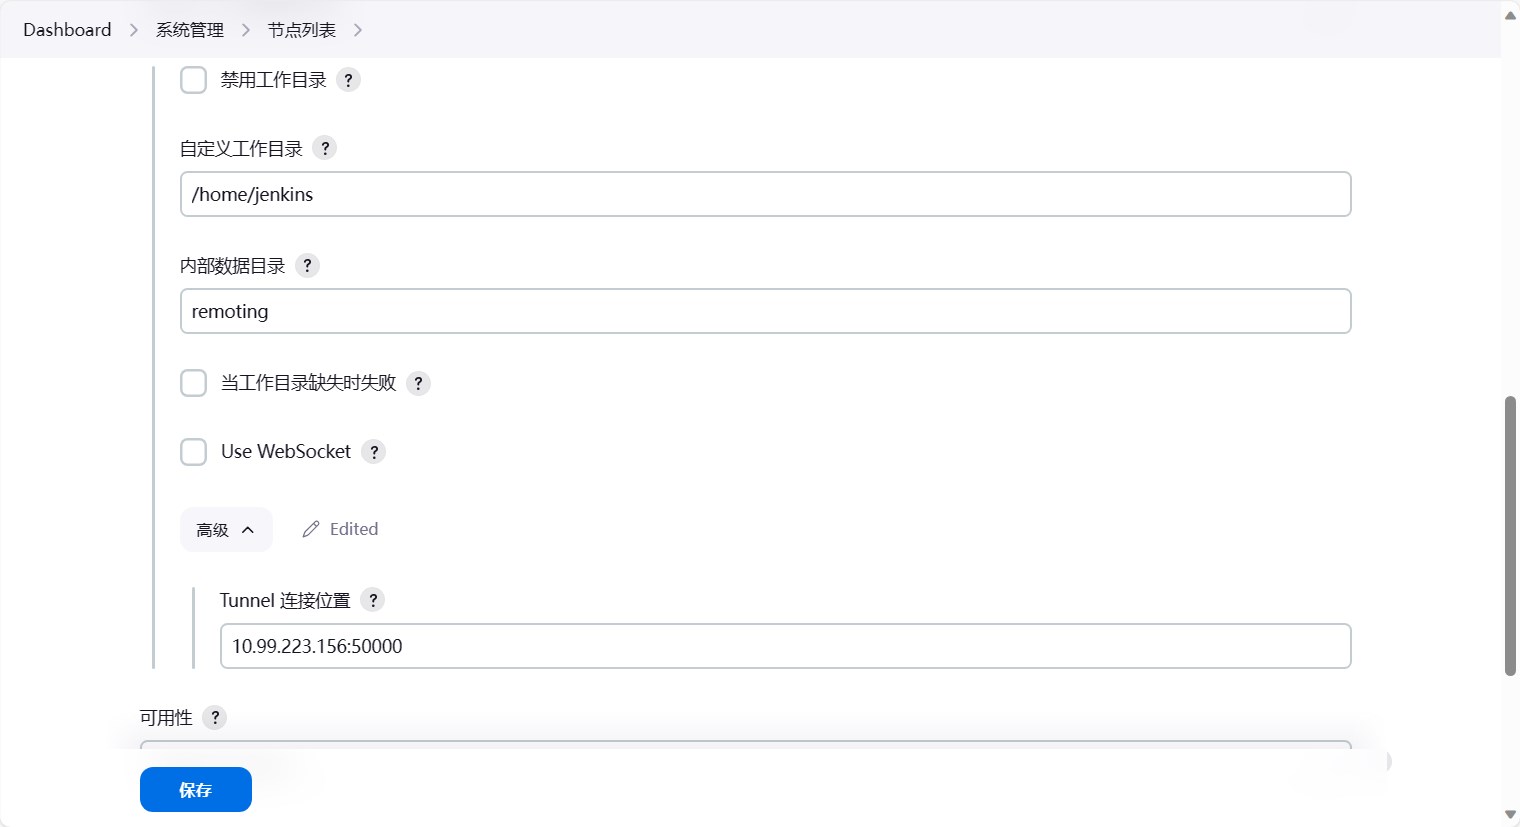 Dashboard > 系统管理 > 节点列表 >
禁用工作目录 ?
自定义工作目录 ?
/home/jenkins
内部数据目录 ?
remoting
当工作目录缺失时失败 ?
Use WebSocket ?
高级 Edited
Tunnel 连接位置 ?
10.99.223.156:50000
可用性 ?
保存